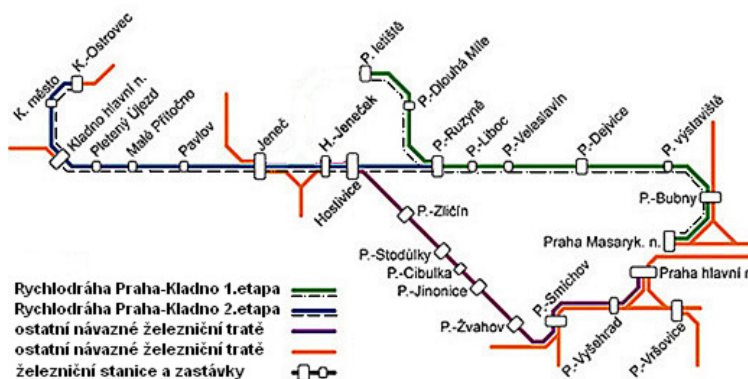 K.-Ostrovec
K. město
Kladno hlavní n.
Pletený Újezd
Malé Přítočno
Pavlov
Jeneč
H.-Jeneček
Hostivice
P. letiště
P.-Dlouhá Míle
P.-Ruzyně
P.-Liboc
P.-Veleslavín
P.-Dejvice
P. výstaviště
P.-Bubny
Praha Masaryk. n.
Praha hlavní n.
P.-Zličín
P.-Stodůlky
P.-Cibulka
P.-Jinonice
P.-Žvahov
P.-Smíchov
P.-Vyšehrad
P.-Vršovice
Rychlodráha Praha-Kladno 1.etapa
Rychlodráha Praha-Kladno 2.etapa
ostatní návazné železniční tratě
ostatní návazné železniční tratě
železniční stanice a zastávky